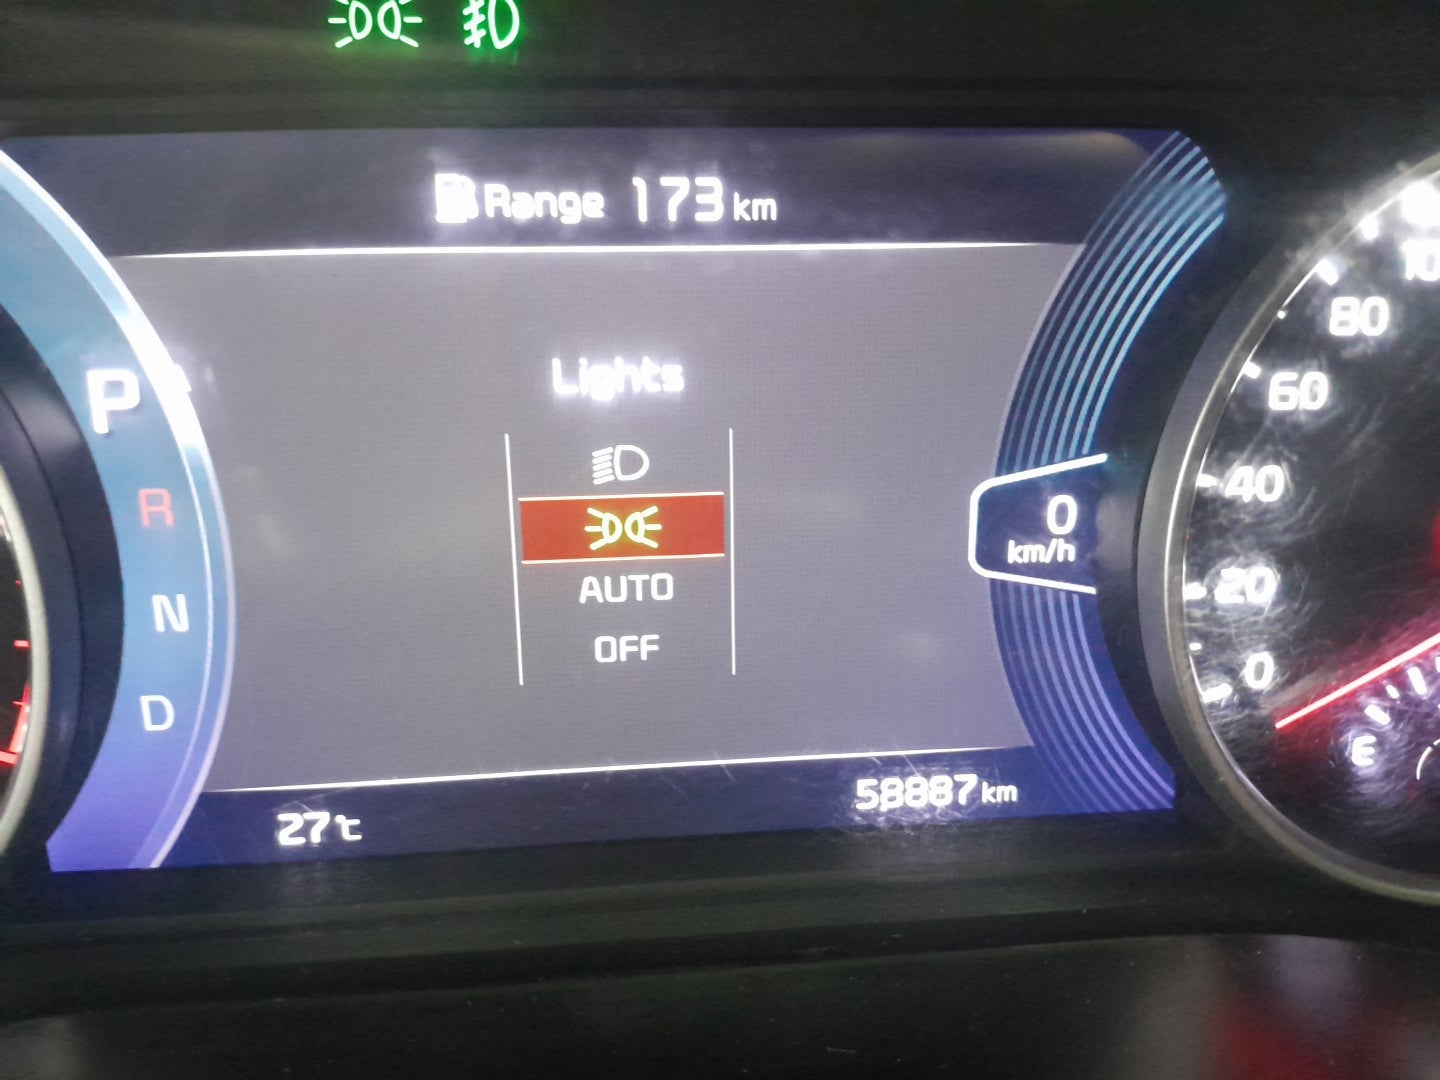 Range 173 km
Lights
AUTO
OFF
P
R
N
D
0
km/h
27°C
58887 km
80
60
40
20
0
E